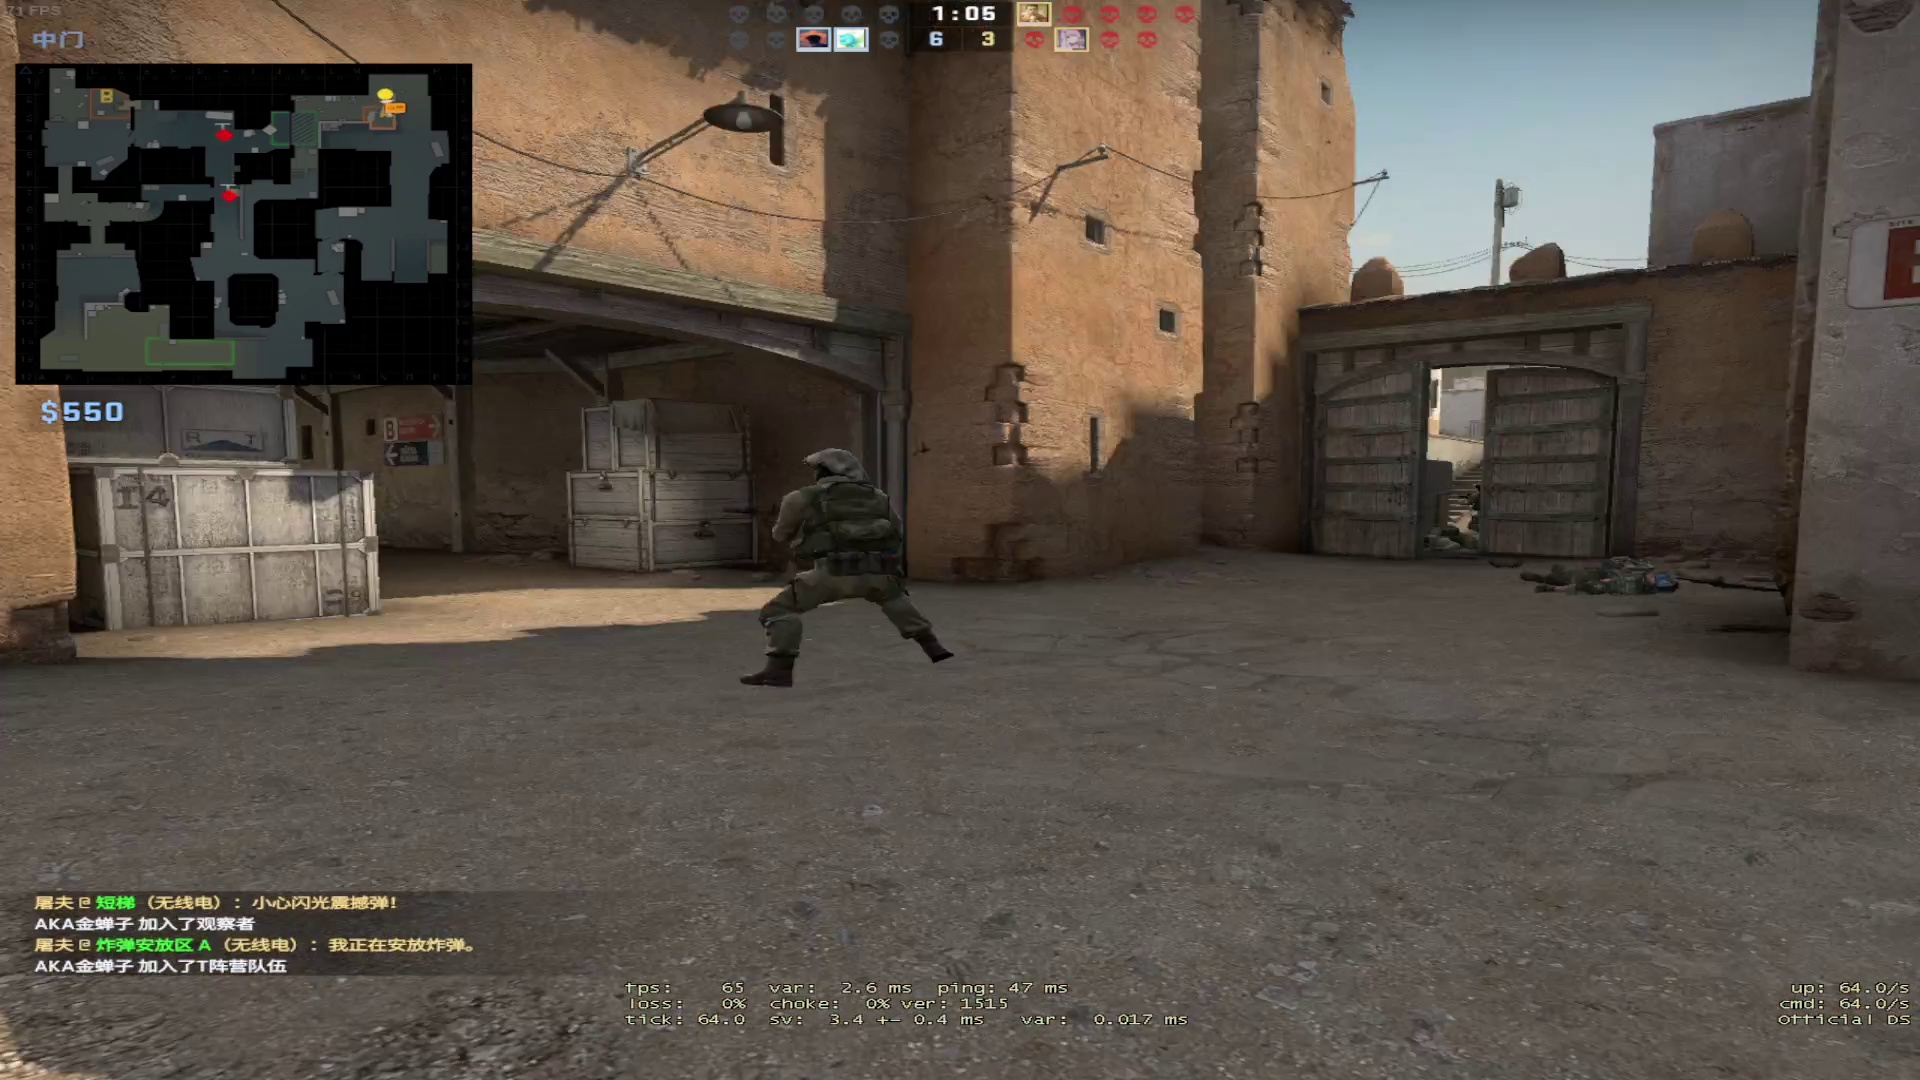 71 FPS
1:05
中门
6 3
B
$550
B
14
屠夫 @ 短梯 (无线电) : 小心闪光震撼弹!
AKA金蝉子 加入了观察者
屠夫 @ 炸弹安放区 A (无线电) : 我正在安放炸弹。
AKA金蝉子 加入了T阵营队伍
fps: 65 var: 2.6 ms ping: 47 ms
loss: 0% choke: 0% ver: 1515
tick: 64.0 sv: 3.4 +- 0.4 ms var: 0.017 ms
up: 64.0/s
cmd: 64.0/s
Official DS